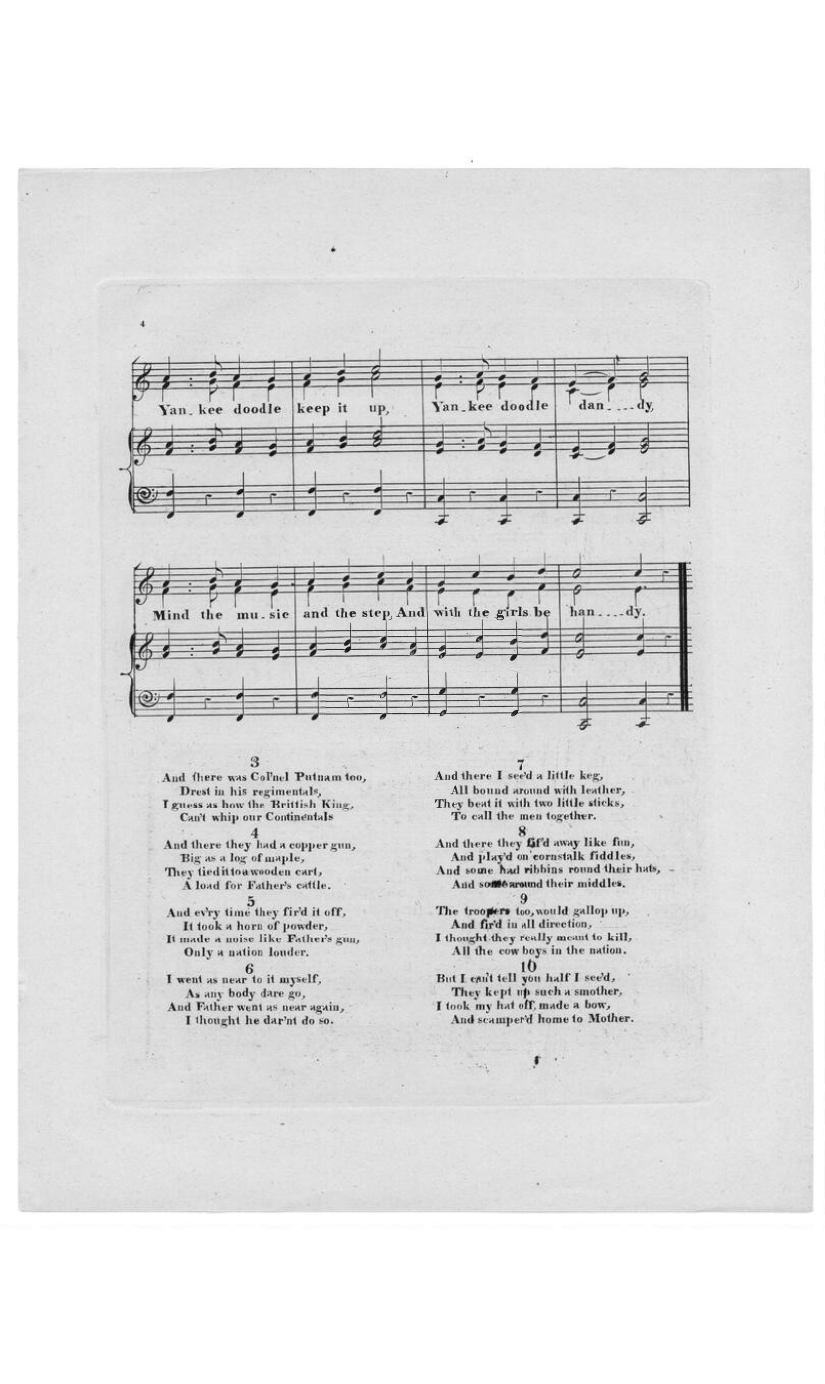 4
Yan_kee doodle keep it up, Yan_kee doodle dan____dy,
Mind the mu_sic and the step, And with the girls be han____dy.
3
And there was Col'nel Putnam too,
Drest in his regimentals,
I guess as how the Brittish King,
Can't whip our Continentals
4
And there they had a copper gun,
Big as a log of maple,
They tied it to a wooden cart,
A load for Father's cattle.
5
And ev'ry time they fir'd it off,
It took a horn of powder,
It made a noise like Father's gun,
Only a nation louder.
6
I went as near to it myself,
As any body dare go,
And Father went as near again,
I thought he dar'nt do so.
7
And there I see'd a little keg,
All bound around with leather,
They beat it with two little sticks,
To call the men together.
8
And there they fif'd away like fun,
And play'd on cornstalk fiddles,
And some had ribbins round their hats,
And some around their middles.
9
The troopers too, would gallop up,
And fir'd in all direction,
I thought they really meant to kill,
All the cow boys in the nation.
10
But I can't tell you half I see'd,
They kept up such a smother,
I took my hat off, made a bow,
And scamper'd home to Mother.